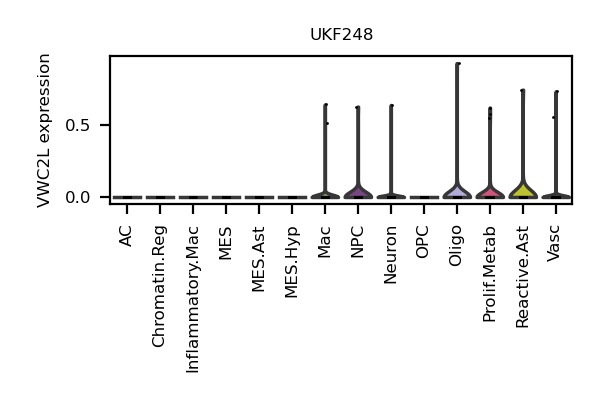 UKF248
VWC2L expression
0.5
0.0
AC
Chromatin.Reg
Inflammatory.Mac
MES
MES.Ast
MES.Hyp
Mac
NPC
Neuron
OPC
Oligo
Prolif.Metab
Reactive.Ast
Vasc